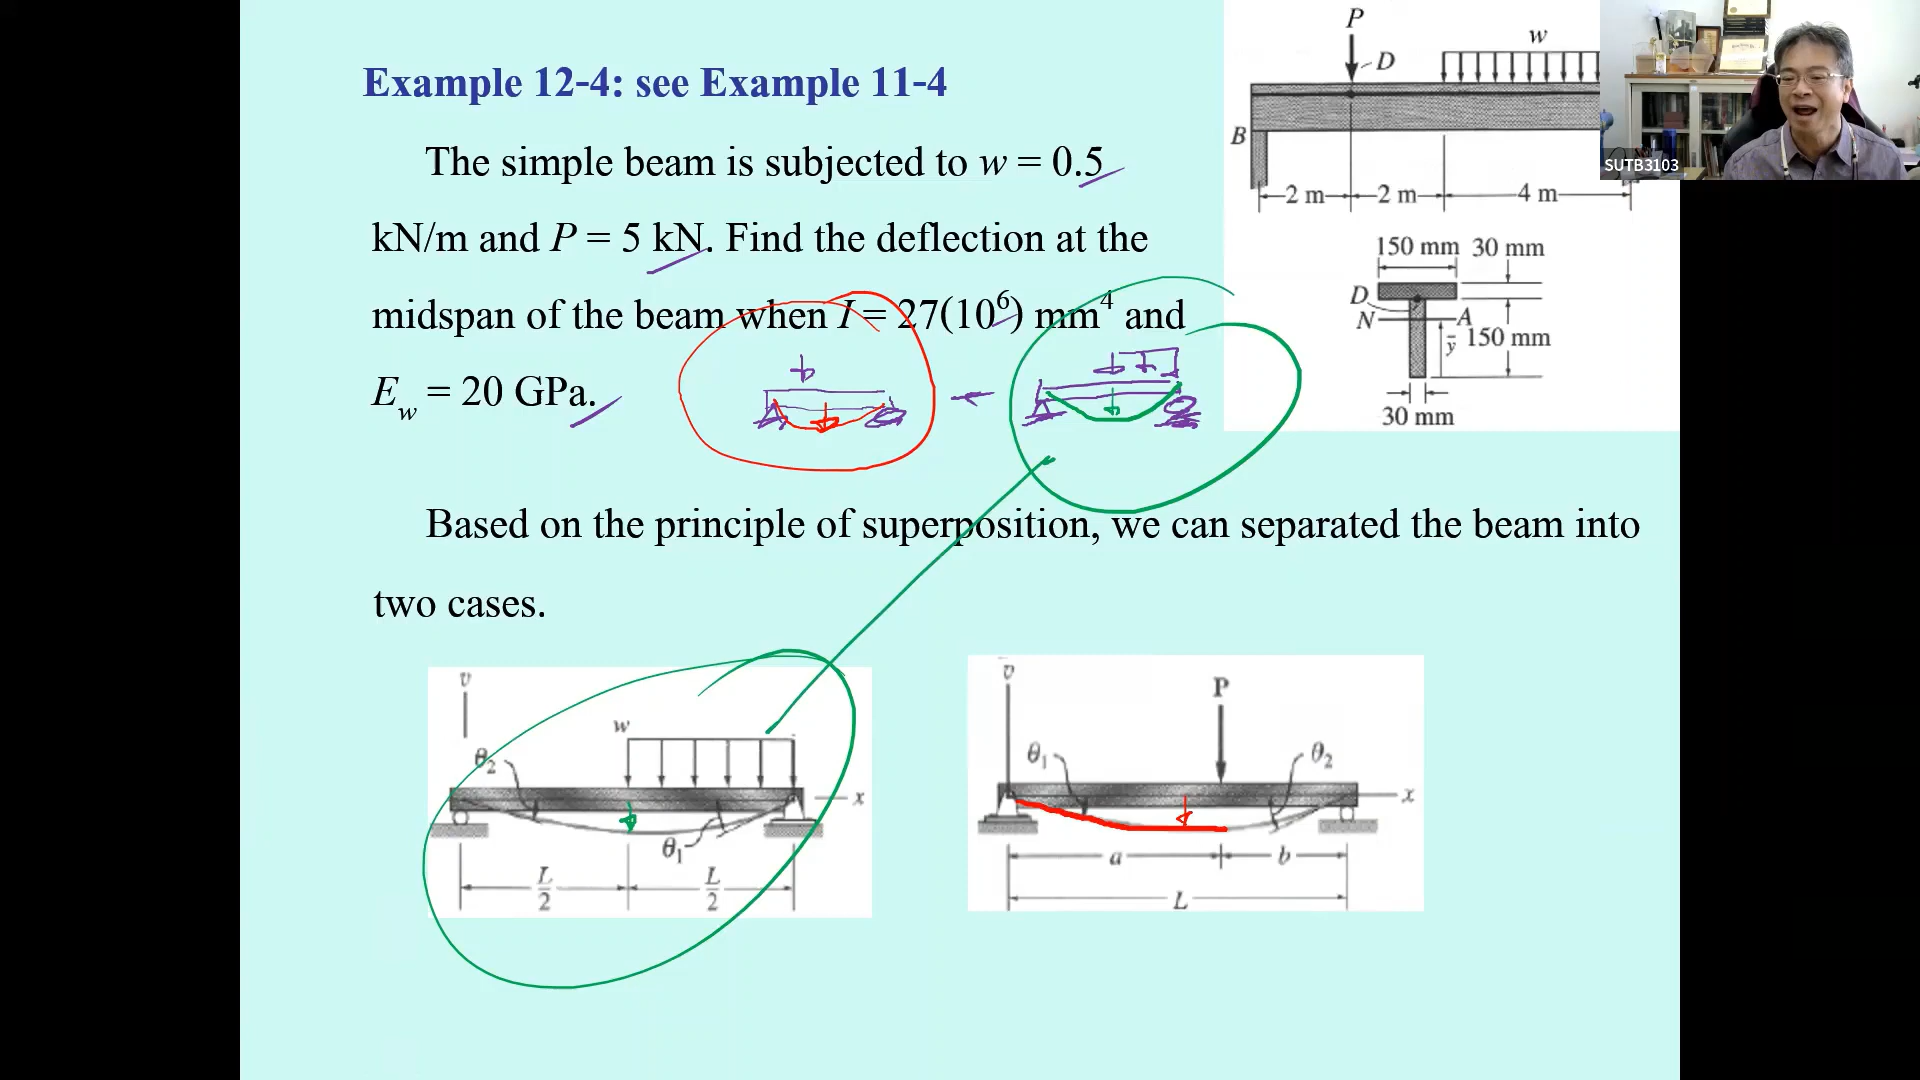 Example 12-4: see Example 11-4
The simple beam is subjected to w = 0.5
kN/m and P = 5 kN. Find the deflection at the
midspan of the beam when I = 27(10⁶) mm⁴ and
E_w = 20 GPa.
P
D
w
B
2 m 2 m 4 m
SUTB3103
150 mm 30 mm
D
N A
ȳ 150 mm
30 mm
Based on the principle of superposition, we can separated the beam into
two cases.
v
w
θ₂
x
θ₁
L/2 L/2
v
P
θ₁ θ₂
x
a b
L